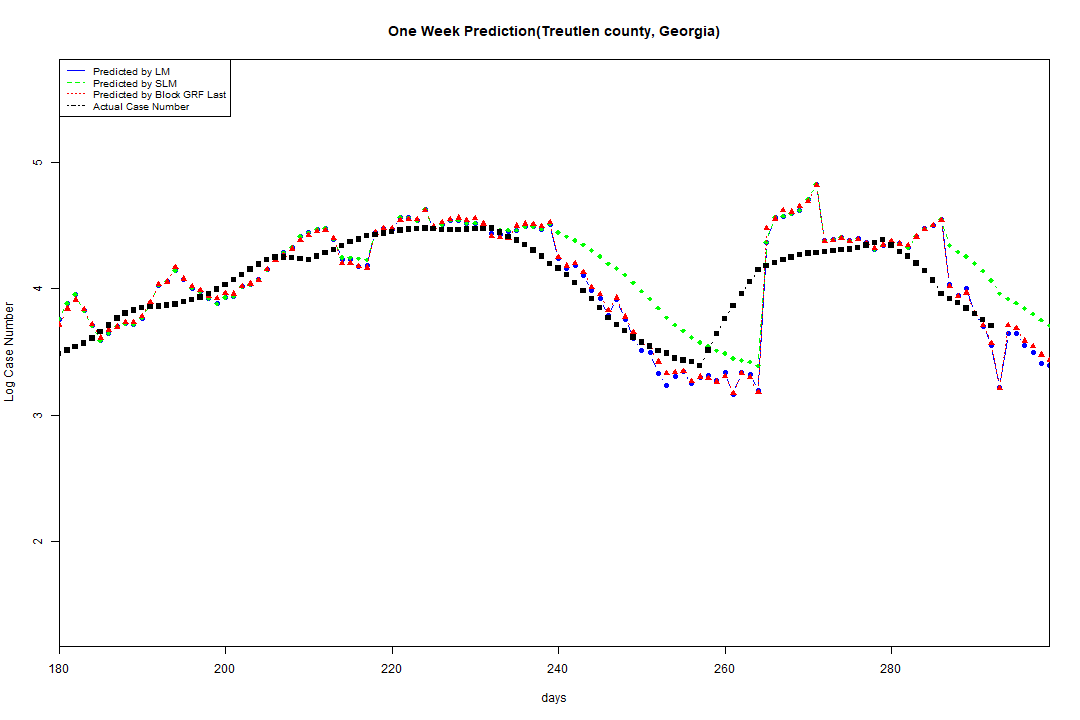 One Week Prediction(Treutlen county, Georgia)
Predicted by LM
Predicted by SLM
Predicted by Block GRF Last
Actual Case Number
5
4
3
2
Log Case Number
180 200 220 240 260 280
days